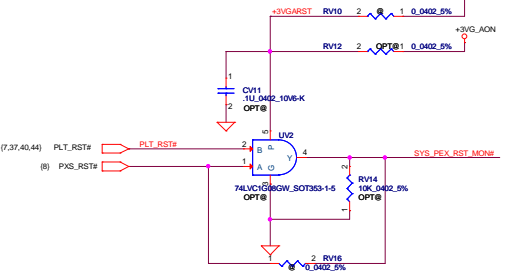 +3VGARST RV10 2 @ 1 0_0402_5%
+3VG_AON
RV12 2 OPT@ 1 0_0402_5%
1
CV11
.1U_0402_10V6-K
2
OPT@
5
UV2
{7,37,40,44} PLT_RST# PLT_RST# 2 B P
Y 4 SYS_PEX_RST_MON#
{8} PXS_RST# 1 A G
3
74LVC1G08GW_SOT353-1-5
OPT@
2
RV14
10K_0402_5%
OPT@
1
1 2 RV16
@ 0_0402_5%